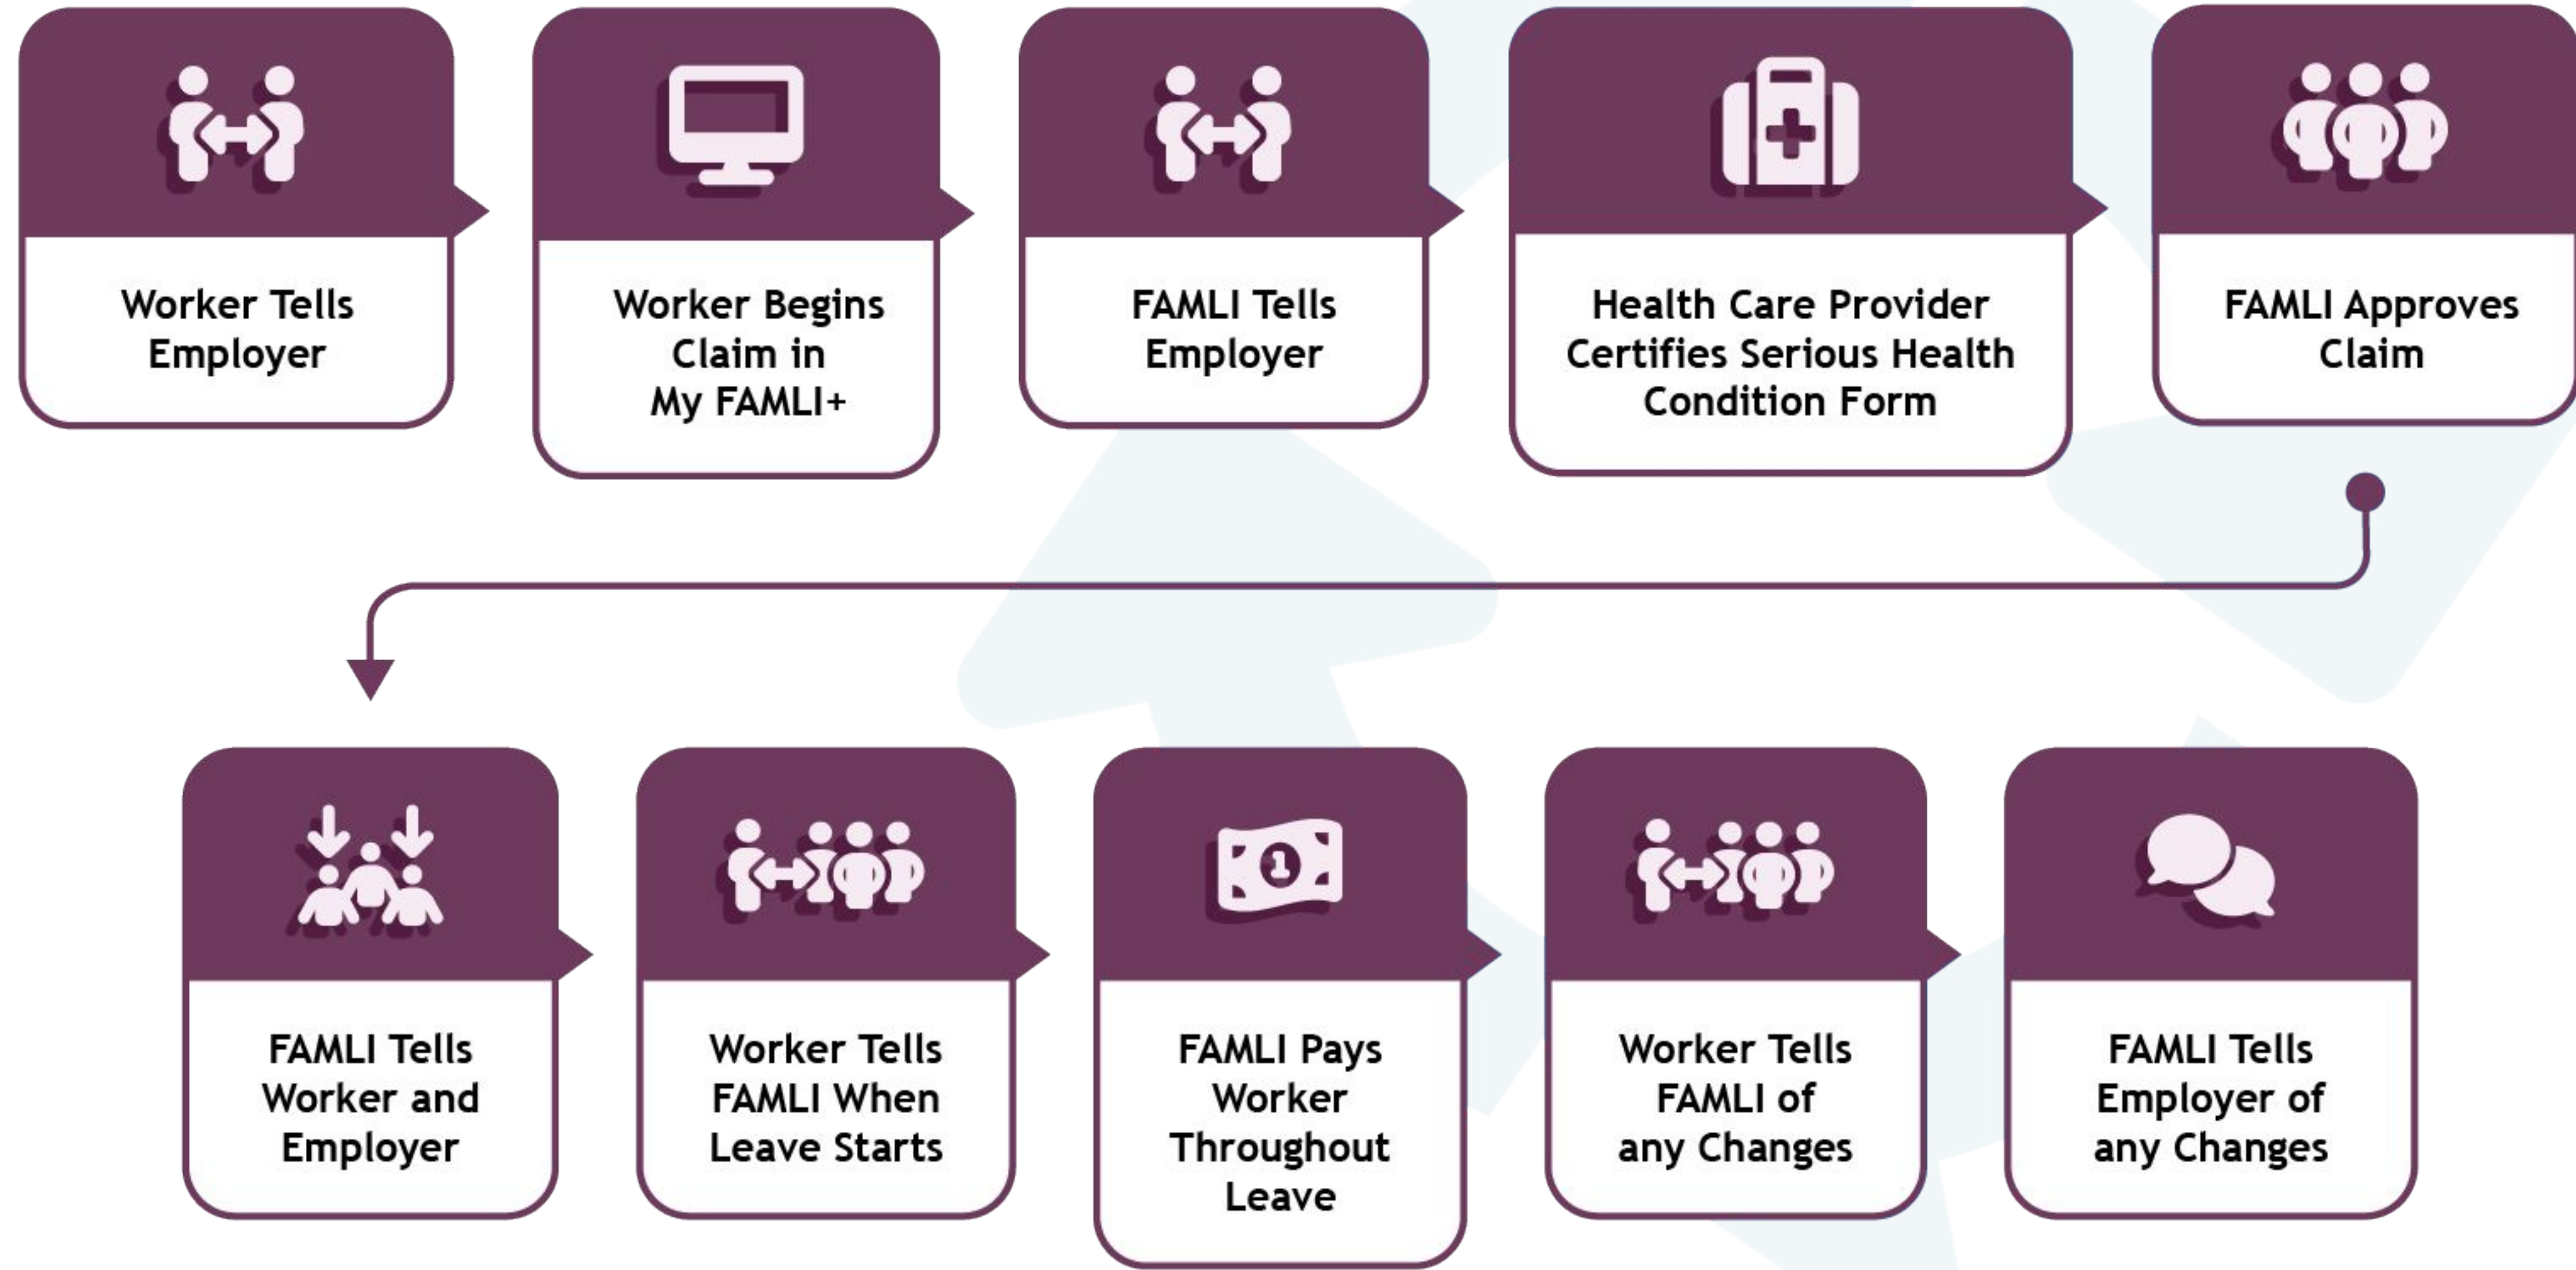 Worker Tells
Employer
Worker Begins
Claim in
My FAMLI+
FAMLI Tells
Employer
Health Care Provider
Certifies Serious Health
Condition Form
FAMLI Approves
Claim
FAMLI Tells
Worker and
Employer
Worker Tells
FAMLI When
Leave Starts
1
FAMLI Pays
Worker
Throughout
Leave
Worker Tells
FAMLI of
any Changes
FAMLI Tells
Employer of
any Changes